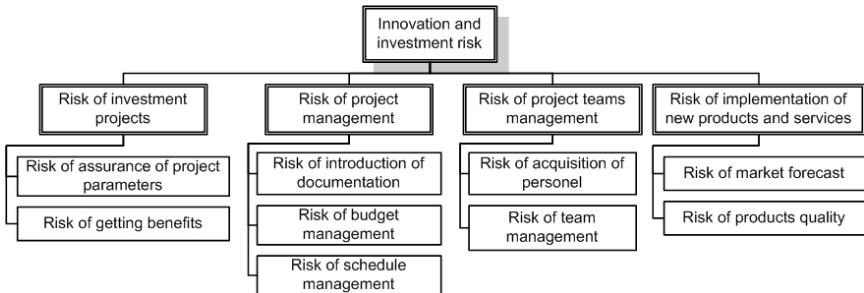 Innovation and
investment risk
Risk of investment
projects
Risk of project
management
Risk of project teams
management
Risk of implementation of
new products and services
Risk of assurance of project
parameters
Risk of getting benefits
Risk of introduction of
documentation
Risk of budget
management
Risk of schedule
management
Risk of acquisition of
personel
Risk of team
management
Risk of market forecast
Risk of products quality